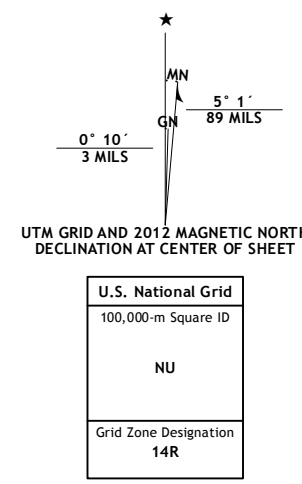 ★
MN
5° 1´
89 MILS
GN
0° 10´
3 MILS
UTM GRID AND 2012 MAGNETIC NORTH
DECLINATION AT CENTER OF SHEET
U.S. National Grid
100,000-m Square ID
NU
Grid Zone Designation
14R